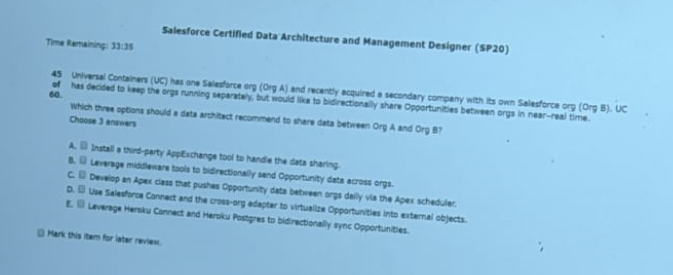 Salesforce Certified Data Architecture and Management Designer (SP20)
Time Remaining: 33:35
45 Universal Containers (UC) has one Salesforce org (Org A) and recently acquired a secondary company with its own Salesforce org (Org B). UC
of has decided to keep the orgs running separately, but would like to bidirectionally share Opportunities between orgs in near-real time.
60.
Which three options should a data architect recommend to share data between Org A and Org B?
Choose 3 answers
A. Install a third-party AppExchange tool to handle the data sharing.
B. Leverage middleware tools to bidirectionally send Opportunity data across orgs.
C. Develop an Apex class that pushes Opportunity data between orgs daily via the Apex scheduler.
D. Use Salesforce Connect and the cross-org adapter to virtualize Opportunities into external objects.
E. Leverage Heroku Connect and Heroku Postgres to bidirectionally sync Opportunities.
Mark this item for later review.